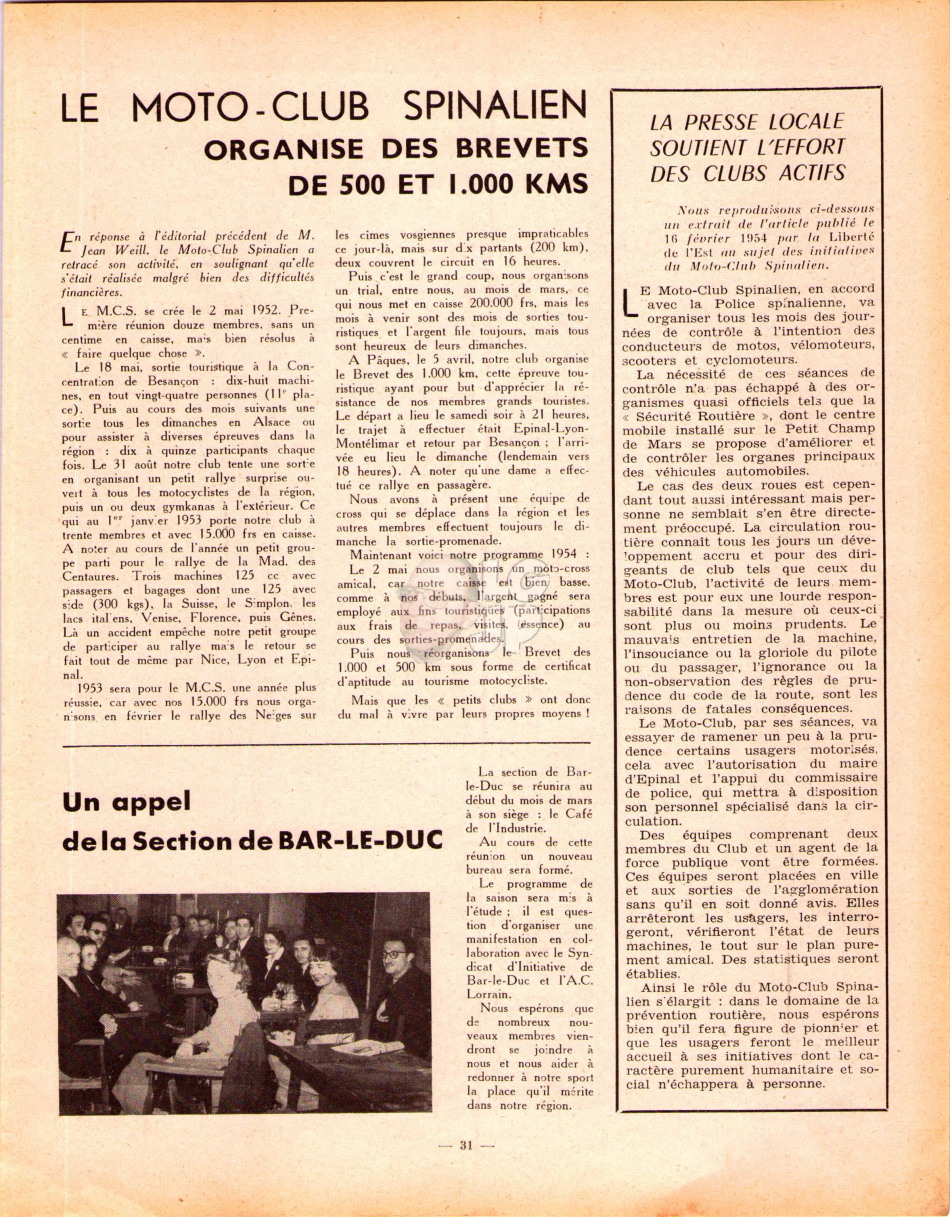 LE MOTO-CLUB SPINALIEN
ORGANISE DES BREVETS
DE 500 ET 1.000 KMS
En réponse à l'éditorial précédent de M.
Jean Weill, le Moto-Club Spinalien a
retracé son activité, en soulignant qu'elle
s'était réalisée malgré bien des difficultés
financières.
LE M.C.S. se crée le 2 mai 1952. Pre-
mière réunion douze membres, sans un
centime en caisse, mais bien résolus à
« faire quelque chose ».
Le 18 mai, sortie touristique à la Con-
centration de Besançon : dix-huit machi-
nes, en tout vingt-quatre personnes (11e pla-
ce). Puis au cours des mois suivants une
sortie tous les dimanches en Alsace ou
pour assister à diverses épreuves dans la
région : dix à quinze participants chaque
fois. Le 31 août notre club tente une sortie
en organisant un petit rallye surprise ou-
vert à tous les motocyclistes de la région,
puis un ou deux gymkanas à l'extérieur. Ce
qui au 1er janvier 1953 porte notre club à
trente membres et avec 15.000 frs en caisse.
A noter au cours de l'année un petit grou-
pe parti pour le rallye de la Mad. des
Centaures. Trois machines 125 cc avec
passagers et bagages dont une 125 avec
side (300 kgs), la Suisse, le Simplon, les
lacs italiens, Venise, Florence, puis Gênes.
Là un accident empêche notre petit groupe
de participer au rallye mais le retour se
fait tout de même par Nice, Lyon et Epi-
nal.
1953 sera pour le M.C.S. une année plus
réussie, car avec nos 15.000 frs nous orga-
nisons en février le rallye des Neiges sur
les cîmes vosgiennes presque impraticables
ce jour-là, mais sur dix partants (200 km),
deux couvrent le circuit en 16 heures.
Puis c'est le grand coup, nous organisons
un trial, entre nous, au mois de mars, ce
qui nous met en caisse 200.000 frs, mais les
mois à venir sont des mois de sorties tou-
ristiques et l'argent file toujours, mais tous
sont heureux de leurs dimanches.
A Pâques, le 5 avril, notre club organise
le Brevet des 1.000 km, cette épreuve tou-
ristique ayant pour but d'apprécier la ré-
sistance de nos membres grands touristes.
Le départ a lieu le samedi soir à 21 heures,
le trajet à effectuer était Epinal-Lyon-
Montélimar et retour par Besançon ; l'arri-
vée eu lieu le dimanche (lendemain vers
18 heures). A noter qu'une dame a effec-
tué ce rallye en passagère.
Nous avons à présent une équipe de
cross qui se déplace dans la région et les
autres membres effectuent toujours le di-
manche la sortie-promenade.
Maintenant voici notre programme 1954 :
Le 2 mai nous organisons un moto-cross
amical, car notre caisse est bien basse,
comme à nos débuts, l'argent gagné sera
employé aux fins touristiques (participations
aux frais de repas, visites, essence) au
cours des sorties-promenades.
Puis nous réorganisons le Brevet des
1.000 et 500 km sous forme de certificat
d'aptitude au tourisme motocycliste.
Mais que les « petits clubs » ont donc
du mal à vivre par leurs propres moyens !
Un appel
de la Section de BAR-LE-DUC
La section de Bar-
le-Duc se réunira au
début du mois de mars
à son siège : le Café
de l'Industrie.
Au cours de cette
réunion un nouveau
bureau sera formé.
Le programme de
la saison sera mis à
l'étude ; il est ques-
tion d'organiser une
manifestation en col-
laboration avec le Syn-
dicat d'Initiative de
Bar-le-Duc et l'A.C.
Lorrain.
Nous espérons que
de nombreux nou-
veaux membres vien-
dront se joindre à
nous et nous aider à
redonner à notre sport
la place qu'il mérite
dans notre région.
LA PRESSE LOCALE
SOUTIENT L'EFFORT
DES CLUBS ACTIFS
Nous reproduisons ci-dessous
un extrait de l'article publié le
16 février 1954 par la Liberté
de l'Est au sujet des initiatives
du Moto-Club Spinalien.
LE Moto-Club Spinalien, en accord
avec la Police spinalienne, va
organiser tous les mois des jour-
nées de contrôle à l'intention des
conducteurs de motos, vélomoteurs,
scooters et cyclomoteurs.
La nécessité de ces séances de
contrôle n'a pas échappé à des or-
ganismes quasi officiels tels que la
« Sécurité Routière », dont le centre
mobile installé sur le Petit Champ
de Mars se propose d'améliorer et
de contrôler les organes principaux
des véhicules automobiles.
Le cas des deux roues est cepen-
dant tout aussi intéressant mais per-
sonne ne semblait s'en être directe-
ment préoccupé. La circulation rou-
tière connaît tous les jours un déve-
loppement accru et pour des diri-
geants de club tels que ceux du
Moto-Club, l'activité de leurs mem-
bres est pour eux une lourde respon-
sabilité dans la mesure où ceux-ci
sont plus ou moins prudents. Le
mauvais entretien de la machine,
l'insouciance ou la gloriole du pilote
ou du passager, l'ignorance ou la
non-observation des règles de pru-
dence du code de la route, sont les
raisons de fatales conséquences.
Le Moto-Club, par ses séances, va
essayer de ramener un peu à la pru-
dence certains usagers motorisés,
cela avec l'autorisation du maire
d'Epinal et l'appui du commissaire
de police, qui mettra à disposition
son personnel spécialisé dans la cir-
culation.
Des équipes comprenant deux
membres du Club et un agent de la
force publique vont être formées.
Ces équipes seront placées en ville
et aux sorties de l'agglomération
sans qu'il en soit donné avis. Elles
arrêteront les usagers, les interro-
geront, vérifieront l'état de leurs
machines, le tout sur le plan pure-
ment amical. Des statistiques seront
établies.
Ainsi le rôle du Moto-Club Spina-
lien s'élargit : dans le domaine de la
prévention routière, nous espérons
bien qu'il fera figure de pionnier et
que les usagers feront le meilleur
accueil à ses initiatives dont le ca-
ractère purement humanitaire et so-
cial n'échappera à personne.
— 31 —